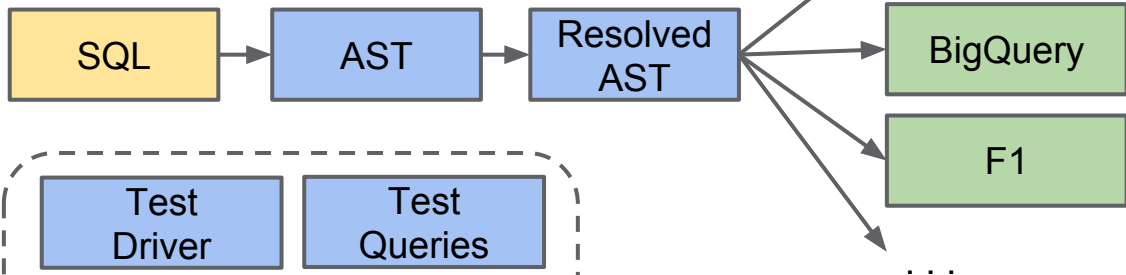 SQL
AST
Resolved
AST
BigQuery
F1
Test
Driver
Test
Queries
...